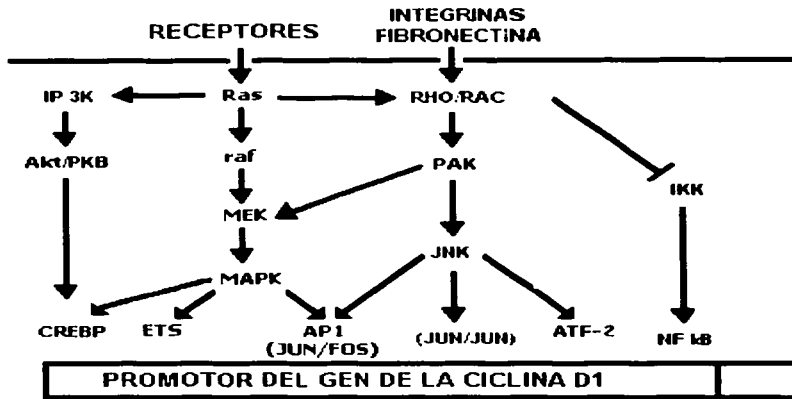 RECEPTORES
INTEGRINAS
FIBRONECTINA
IP 3K
Ras
RHO/RAC
Akt/PKB
raf
PAK
IKK
MEK
JNK
MAPK
CREBP
ETS
AP1
(JUN/FOS)
(JUN/JUN)
ATF-2
NF kB
PROMOTOR DEL GEN DE LA CICLINA D1